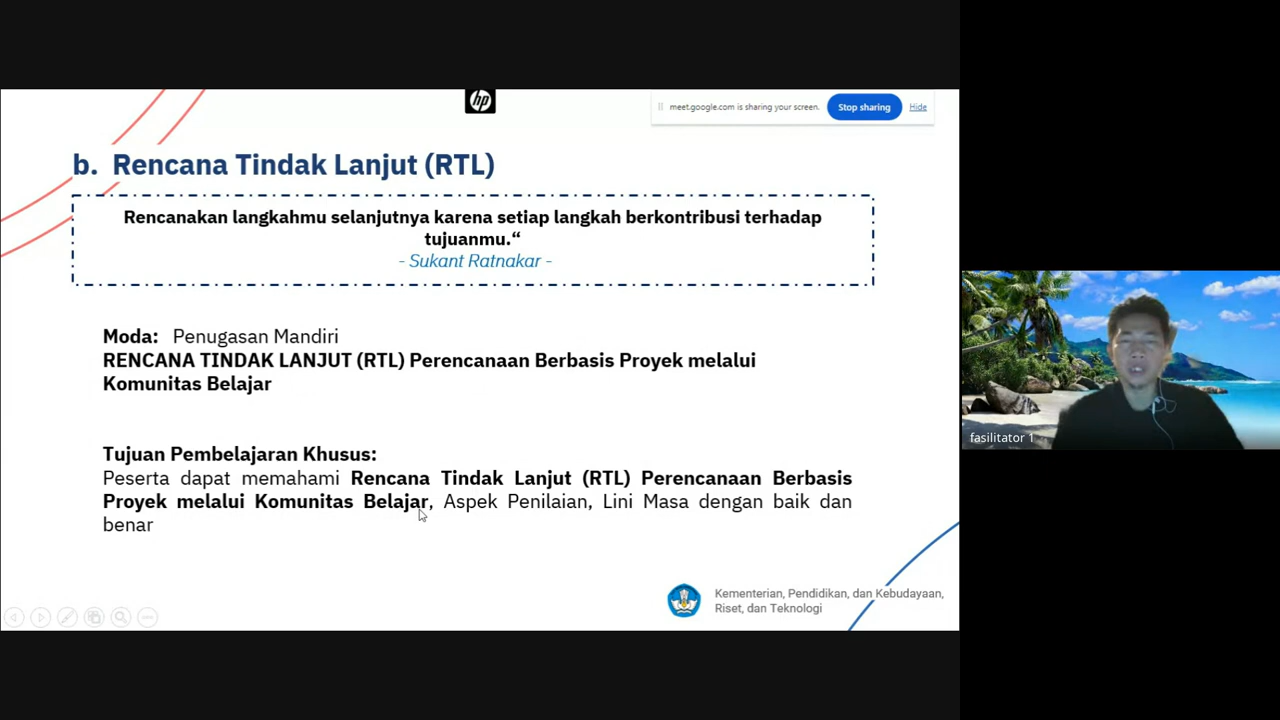 hp
meet.google.com is sharing your screen.
Stop sharing
Hide
b. Rencana Tindak Lanjut (RTL)
Rencanakan langkahmu selanjutnya karena setiap langkah berkontribusi terhadap
tujuanmu.“
- Sukant Ratnakar -
Moda: Penugasan Mandiri
RENCANA TINDAK LANJUT (RTL) Perencanaan Berbasis Proyek melalui
Komunitas Belajar
Tujuan Pembelajaran Khusus:
Peserta dapat memahami Rencana Tindak Lanjut (RTL) Perencanaan Berbasis
Proyek melalui Komunitas Belajar, Aspek Penilaian, Lini Masa dengan baik dan
benar
Kementerian, Pendidikan, dan Kebudayaan,
Riset, dan Teknologi
fasilitator 1